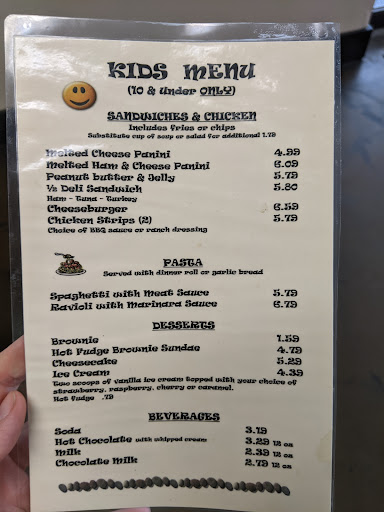 KIDS MENU
(10 & Under ONLY)
SANDWICHES & CHICKEN
Includes fries or chips
Substitute cup of soup or salad for additional 1.79
Melted Cheese Panini 4.99
Melted Ham & Cheese Panini 6.09
Peanut butter & Jelly 5.79
½ Deli Sandwich 5.80
Ham - Tuna - Turkey
Cheeseburger 6.59
Chicken Strips (2) 5.79
Choice of BBQ sauce or ranch dressing
PASTA
Served with dinner roll or garlic bread
Spaghetti with Meat Sauce 5.79
Ravioli with Marinara Sauce 6.79
DESSERTS
Brownie 1.59
Hot Fudge Brownie Sundae 4.79
Cheesecake 5.29
Ice Cream 4.39
Two scoops of vanilla ice cream topped with your choice of
strawberry, raspberry, cherry or caramel.
Hot fudge .79
BEVERAGES
Soda 3.19
Hot Chocolate with whipped cream 3.29 12 oz
Milk 2.39 12 oz
Chocolate Milk 2.79 12 oz